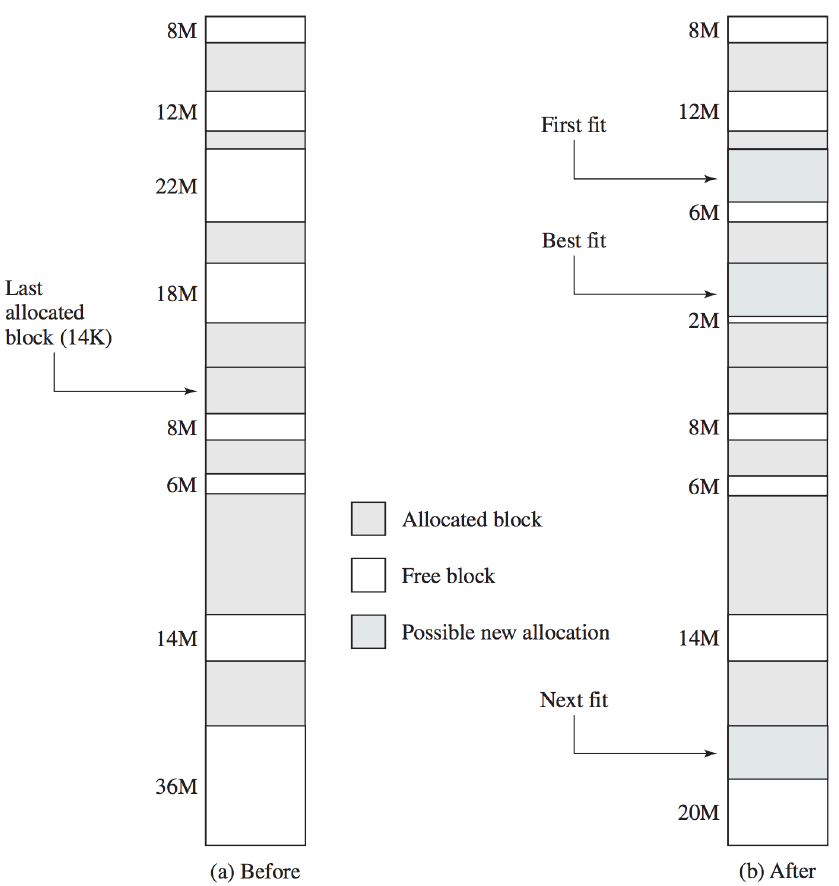 8M
12M
22M
18M
Last
allocated
block (14K)
8M
6M
14M
36M
(a) Before
Allocated block
Free block
Possible new allocation
8M
12M
First fit
6M
Best fit
2M
8M
6M
14M
Next fit
20M
(b) After